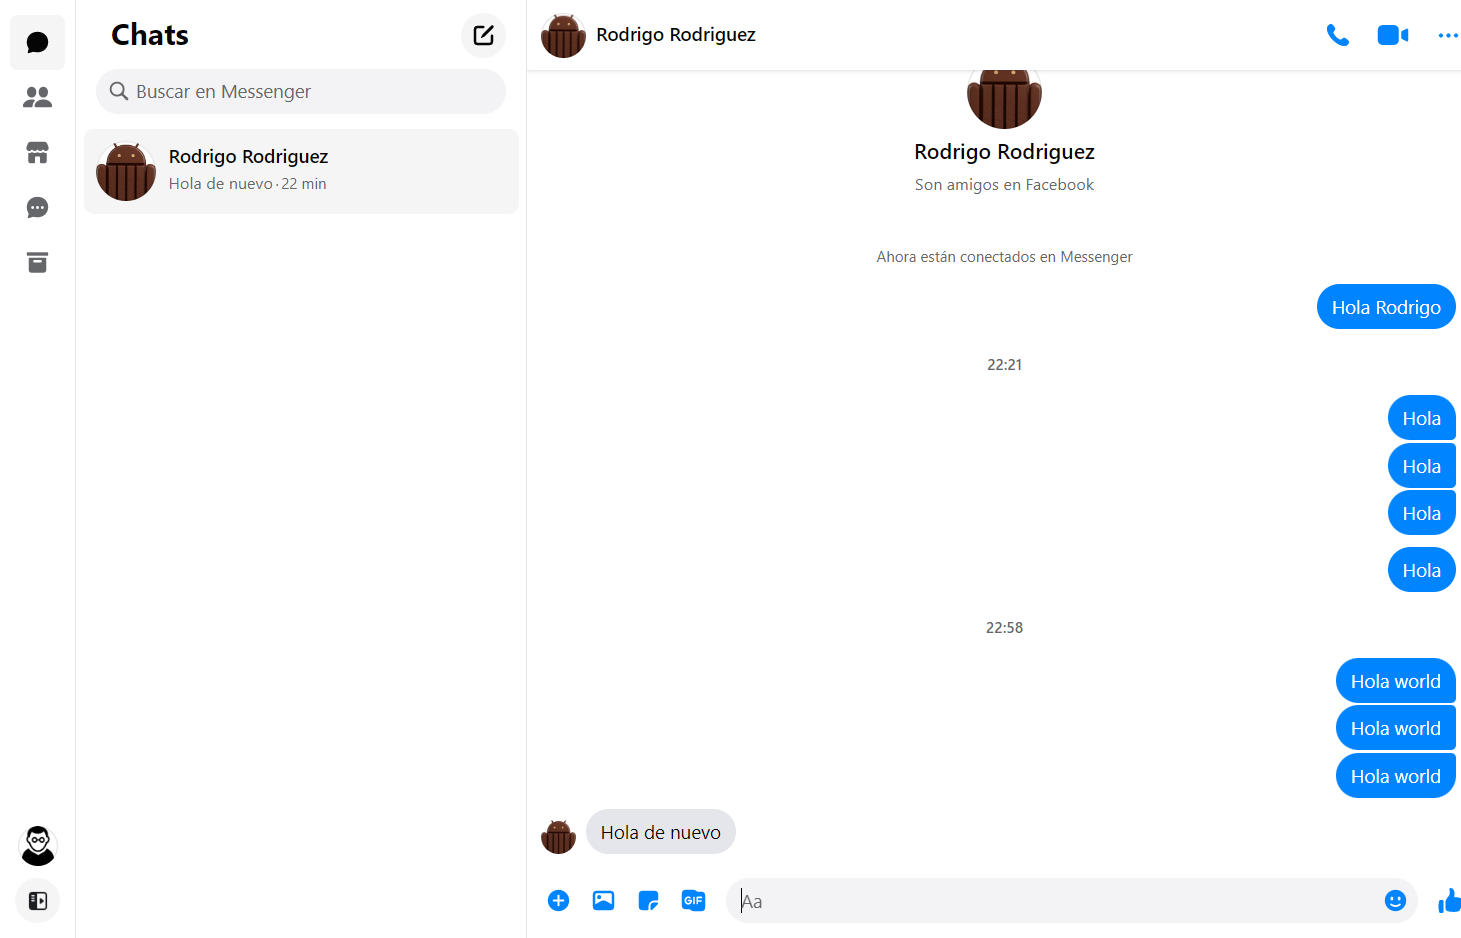 Chats
Buscar en Messenger
Rodrigo Rodriguez
Hola de nuevo · 22 min
Rodrigo Rodriguez
Rodrigo Rodriguez
Son amigos en Facebook
Ahora están conectados en Messenger
Hola Rodrigo
22:21
Hola
Hola
Hola
Hola
22:58
Hola world
Hola world
Hola world
Hola de nuevo
GIF
Aa